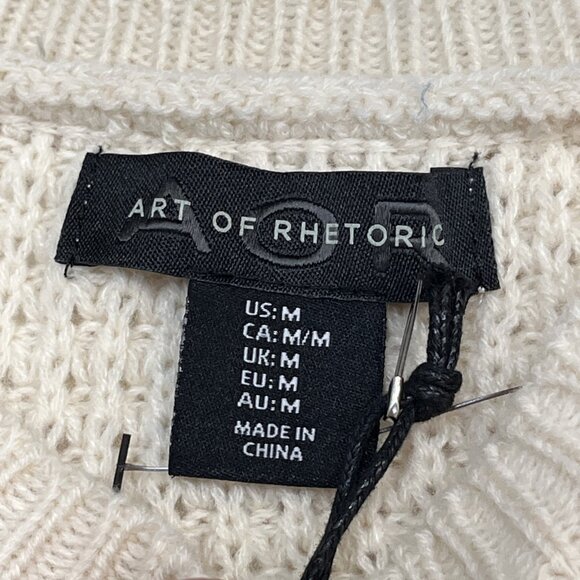 AOR
ART OF RHETORIC
US: M
CA: M/M
UK: M
EU: M
AU: M
MADE IN
CHINA